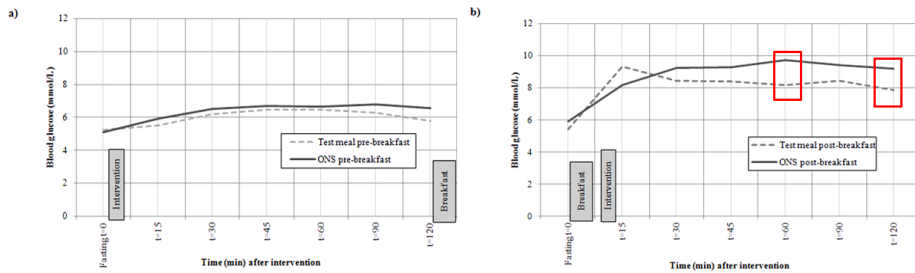 a)
Blood glucose (mmol/L)
12
10
8
6
4
2
0
Test meal pre-breakfast
ONS pre-breakfast
Intervention
Breakfast
Fasting t=0
t=15
t=30
t=45
t=60
t=90
t=120
Time (min) after intervention
b)
Blood glucose (mmol/L)
12
10
8
6
4
2
0
Test meal post-breakfast
ONS post-breakfast
Breakfast
Intervention
Fasting t=0
t=15
t=30
t=45
t=60
t=90
t=120
Time (min) after intervention